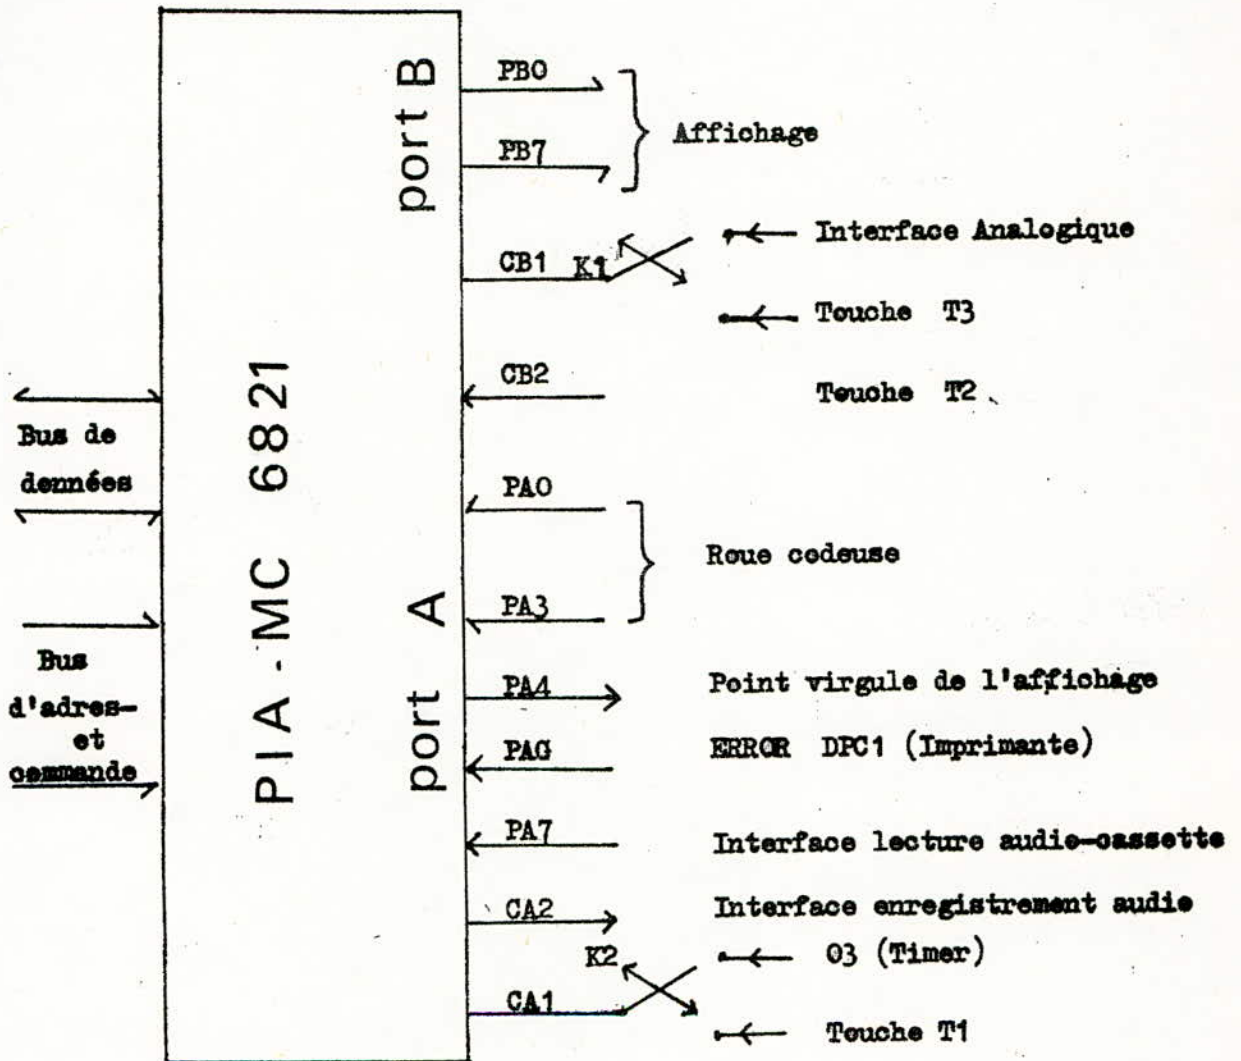 port B
PB0
Affichage
PB7
Interface Analogique
CB1 K1
Touche T3
CB2
Touche T2
Bus de
données
PIA-MC 6821
PA0
Roue codeuse
port A
PA3
Bus
d'adres-
et
commande
PA4
Point virgule de l'affichage
PAG
ERROR DPC1 (Imprimante)
PA7
Interface lecture audio-cassette
CA2
Interface enregistrement audio
K2
O3 (Timer)
CA1
Touche T1